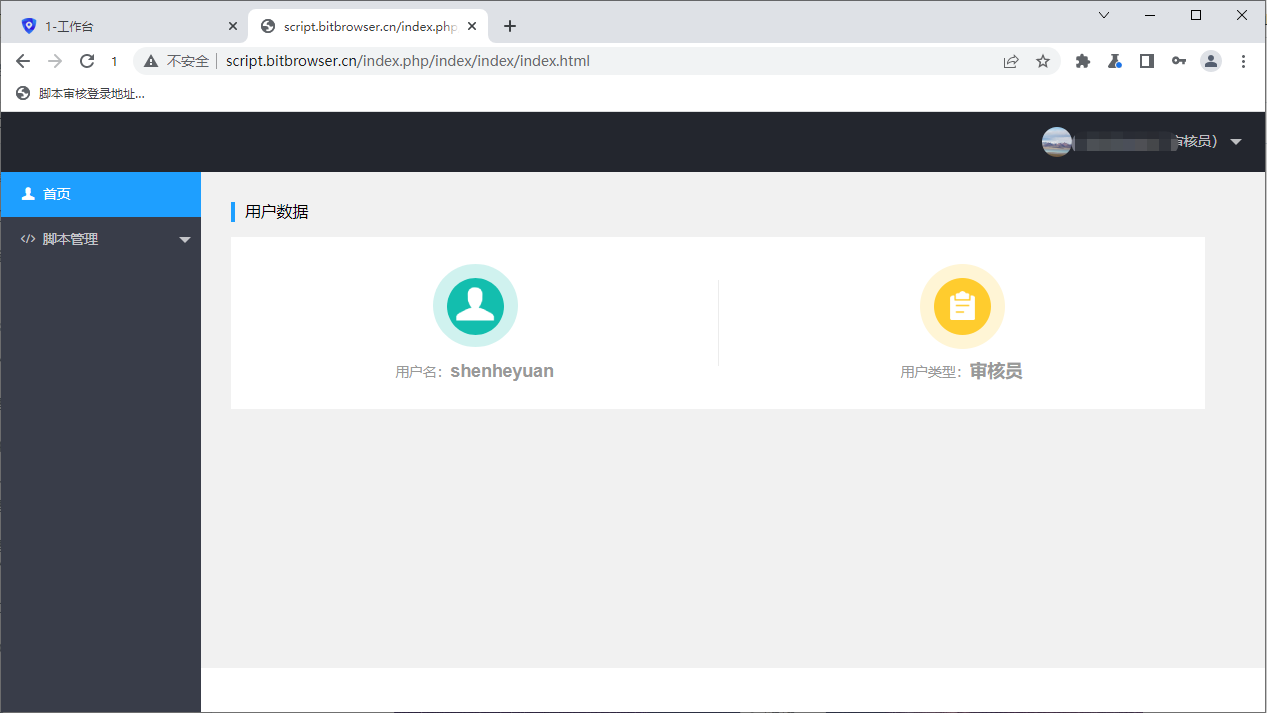 1-工作台
script.bitbrowser.cn/index.php
1
不安全
script.bitbrowser.cn/index.php/index/index/index.html
脚本审核登录地址...
审核员）
首页
</> 脚本管理
用户数据
用户名：shenheyuan
用户类型：审核员